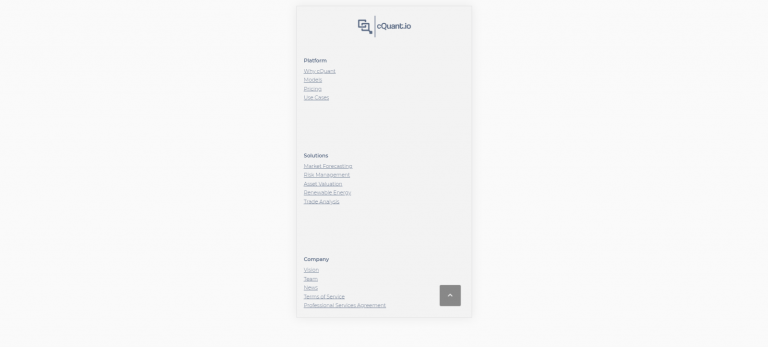 cQuant.io
Platform
Why cQuant
Models
Pricing
Use Cases
Solutions
Market Forecasting
Risk Management
Asset Valuation
Renewable Energy
Trade Analysis
Company
Vision
Team
News
Terms of Service
Professional Services Agreement